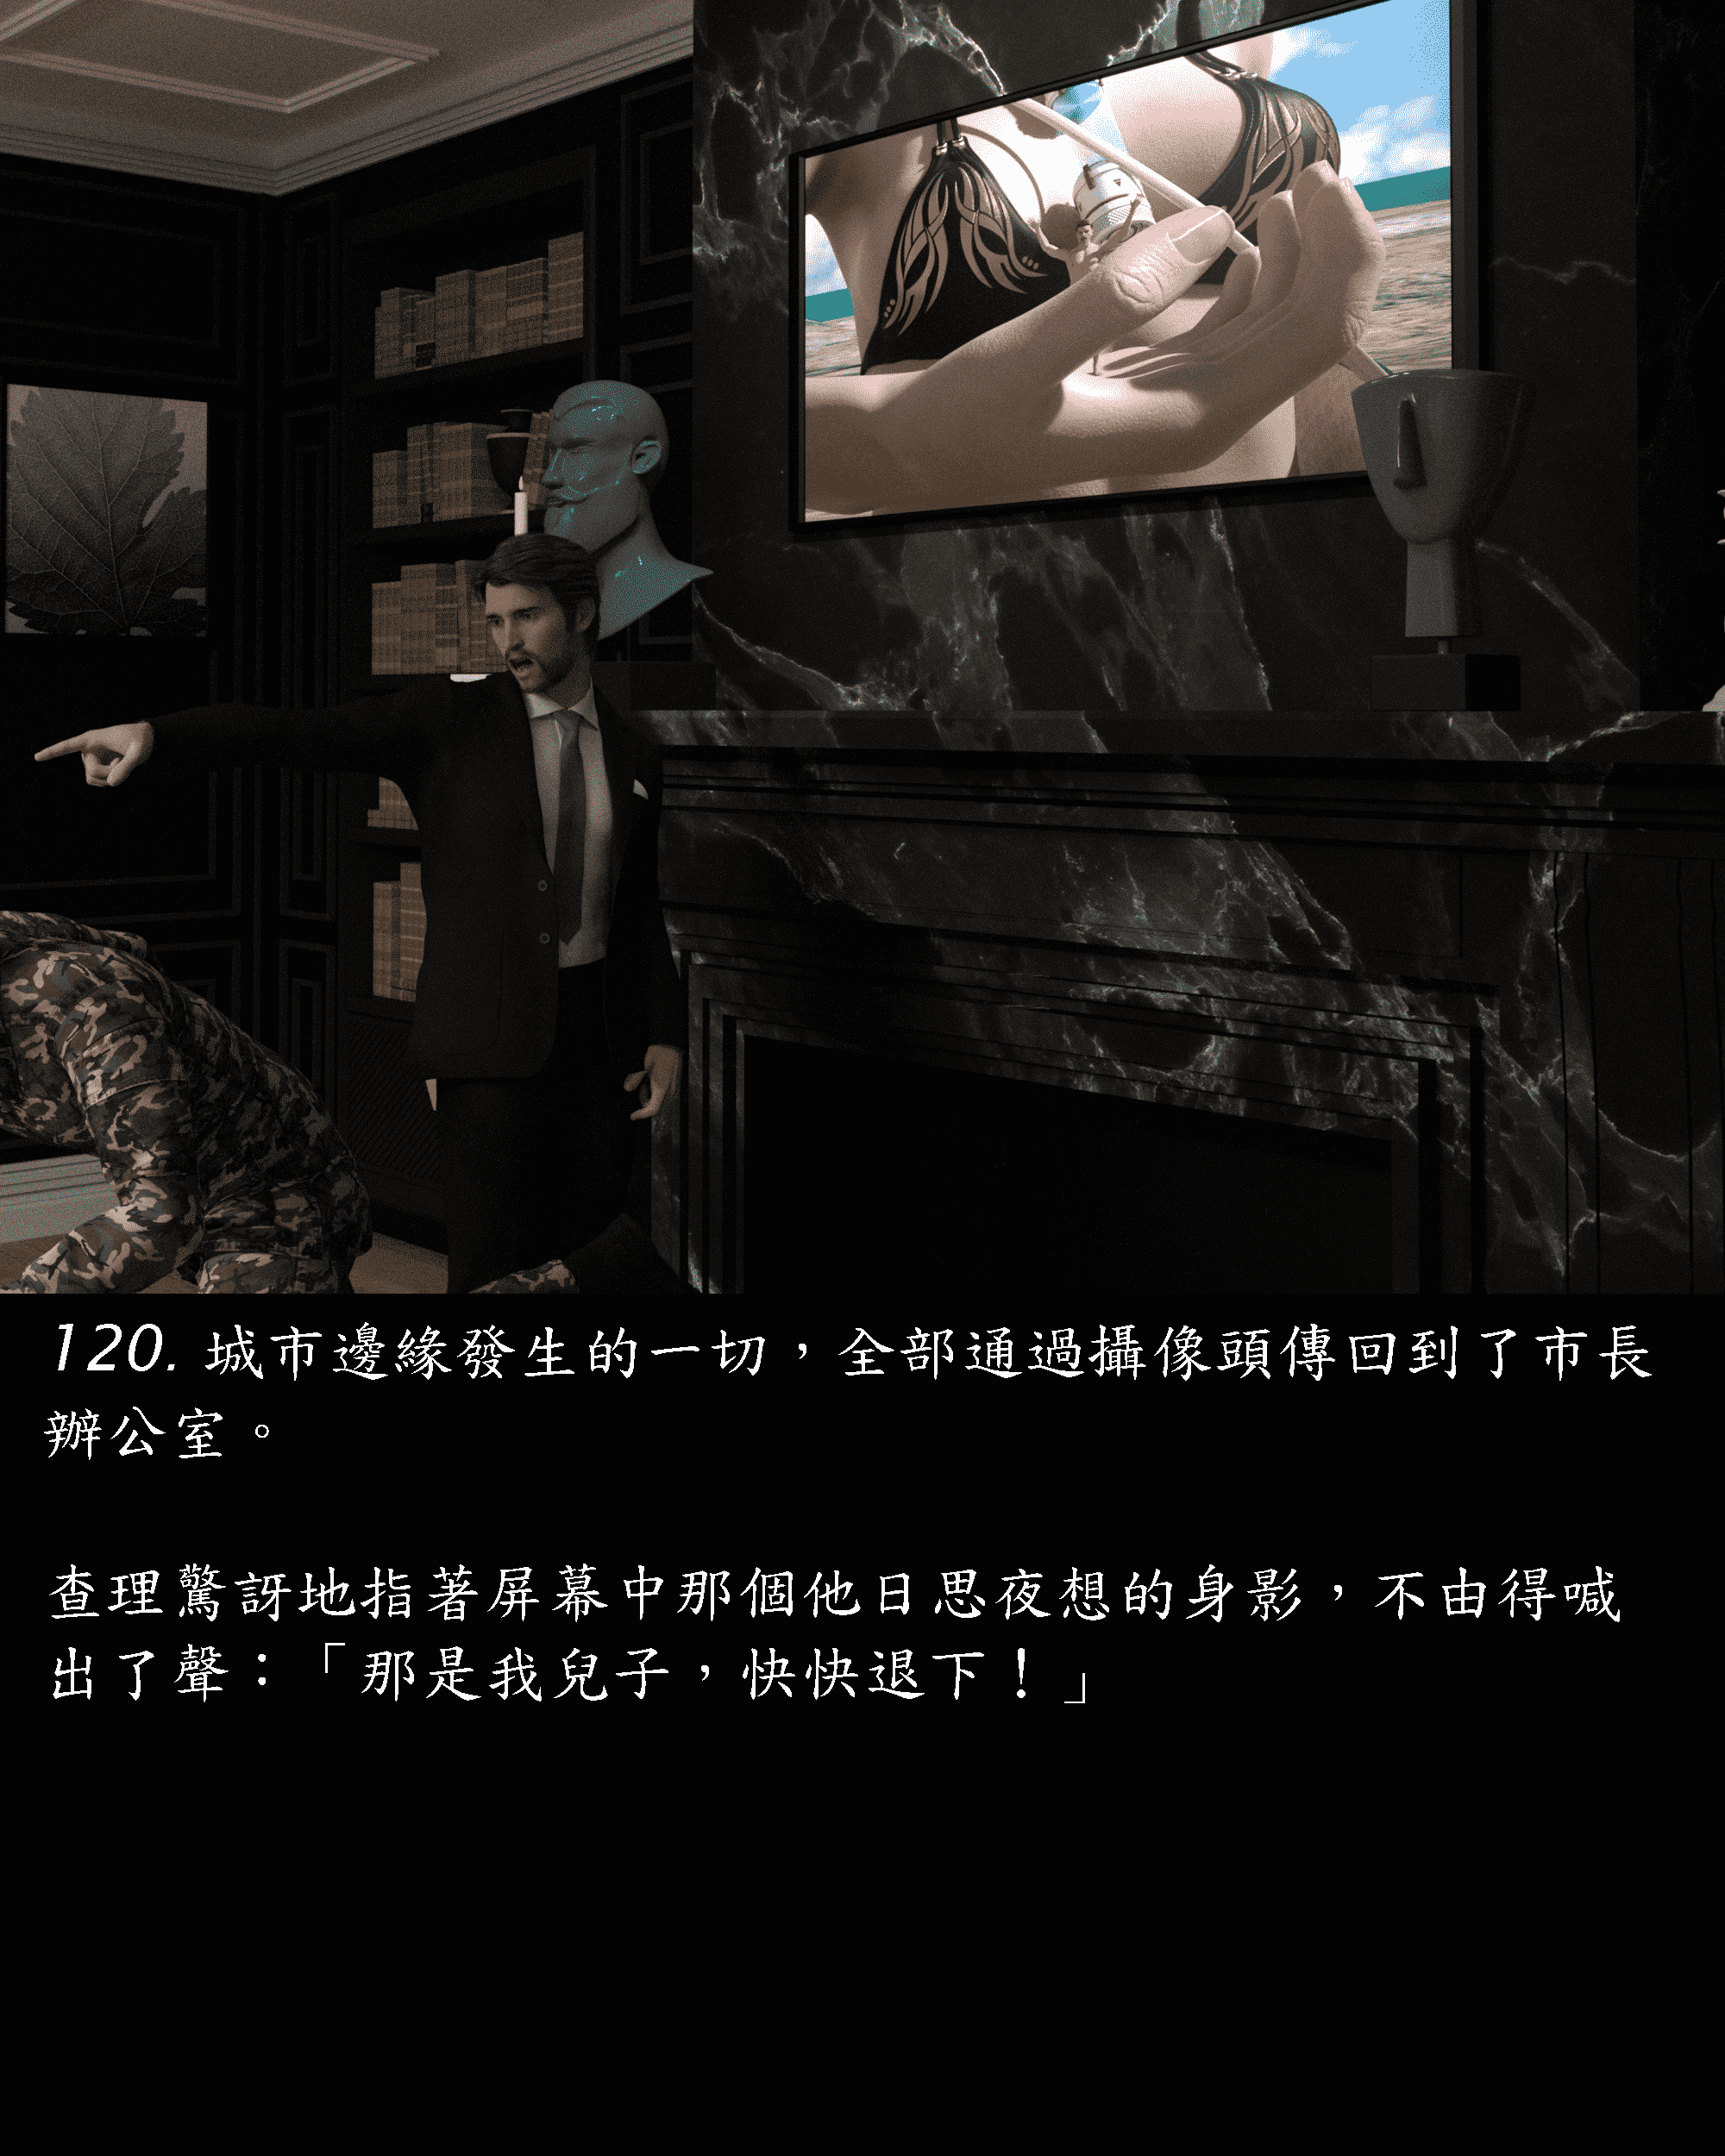 120. 城市邊緣發生的一切，全部通過攝像頭傳回到了市長
辦公室。
查理驚訝地指著屏幕中那個他日思夜想的身影，不由得喊
出了聲：「那是我兒子，快快退下！」